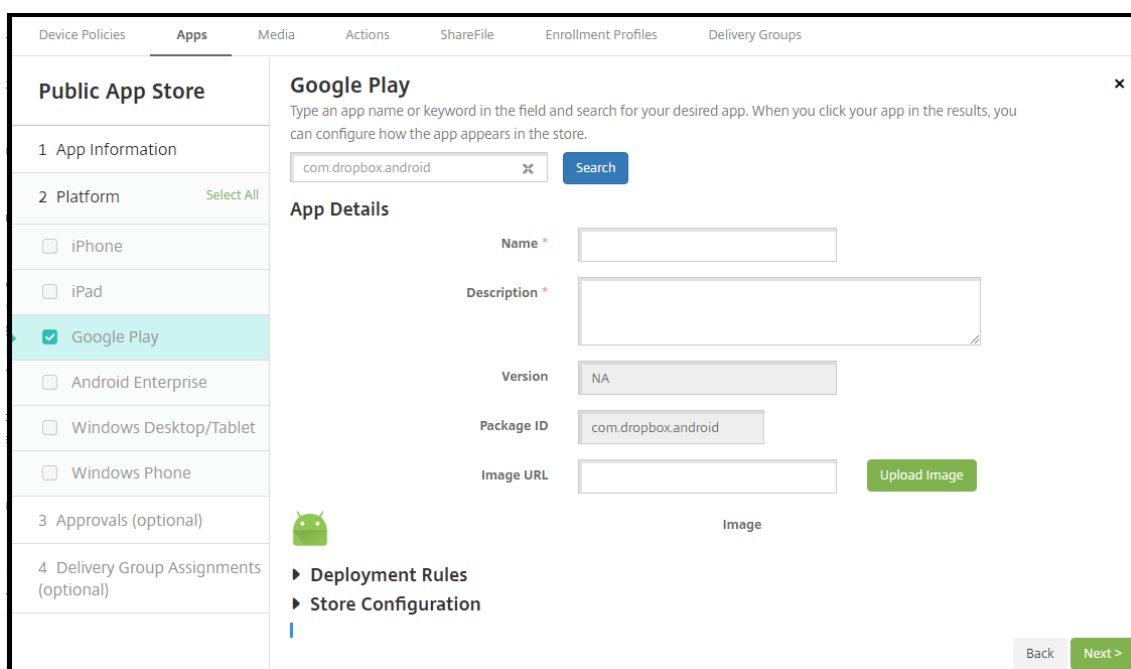 Device Policies Apps Media Actions ShareFile Enrollment Profiles Delivery Groups
Public App Store
1 App Information
2 Platform Select All
iPhone
iPad
Google Play
Android Enterprise
Windows Desktop/Tablet
Windows Phone
3 Approvals (optional)
4 Delivery Group Assignments
(optional)
Google Play
Type an app name or keyword in the field and search for your desired app. When you click your app in the results, you
can configure how the app appears in the store.
com.dropbox.android Search
App Details
Name *
Description *
Version NA
Package ID com.dropbox.android
Image URL Upload Image
Image
Deployment Rules
Store Configuration
Back Next >